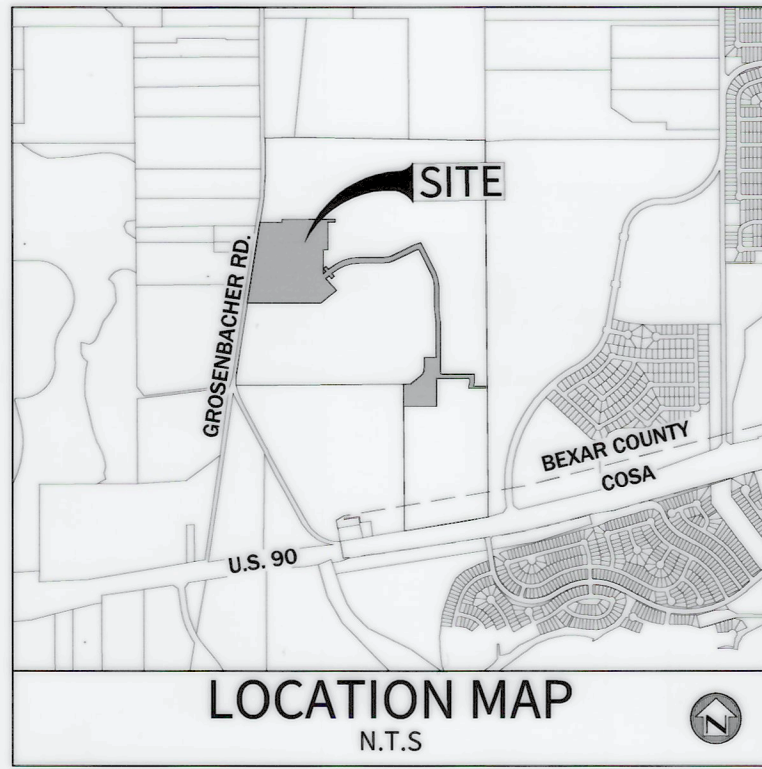 SITE
GROSENBACHER RD.
BEXAR COUNTY
COSA
U.S. 90
LOCATION MAP
N.T.S
N